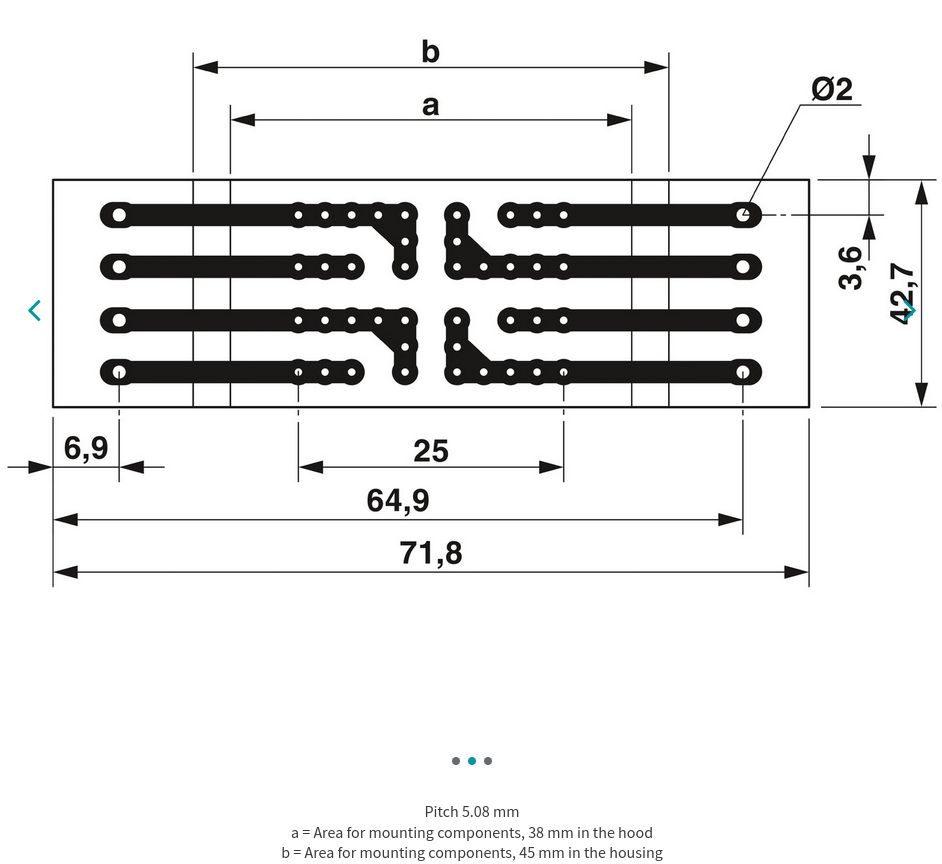 b
a
Ø2
3,6
42,7
6,9
25
64,9
71,8
Pitch 5.08 mm
a = Area for mounting components, 38 mm in the hood
b = Area for mounting components, 45 mm in the housing